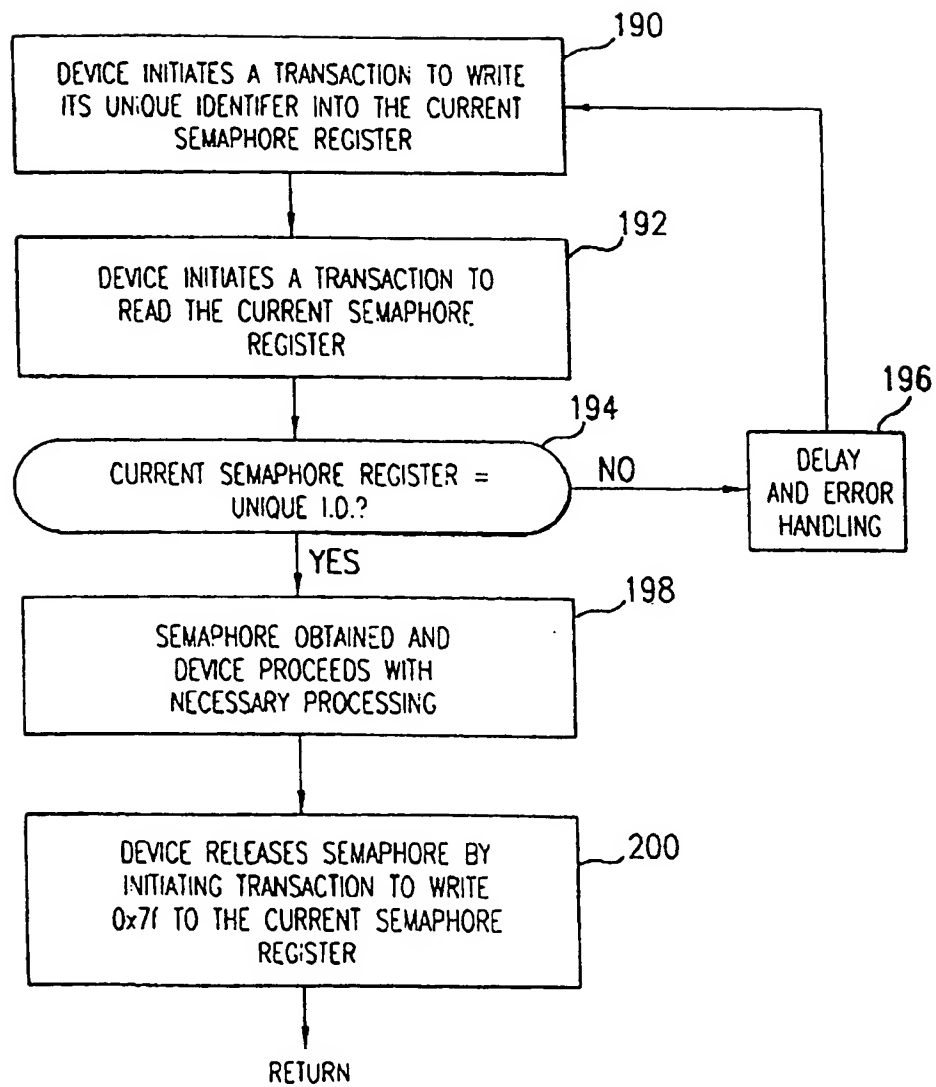 190
DEVICE INITIATES A TRANSACTION TO WRITE
ITS UNIQUE IDENTIFER INTO THE CURRENT
SEMAPHORE REGISTER
192
DEVICE INITIATES A TRANSACTION TO
READ THE CURRENT SEMAPHORE
REGISTER
194
CURRENT SEMAPHORE REGISTER =
UNIQUE I.D.?
NO
196
DELAY
AND ERROR
HANDLING
YES
198
SEMAPHORE OBTAINED AND
DEVICE PROCEEDS WITH
NECESSARY PROCESSING
200
DEVICE RELEASES SEMAPHORE BY
INITIATING TRANSACTION TO WRITE
0x7f TO THE CURRENT SEMAPHORE
REGISTER
RETURN